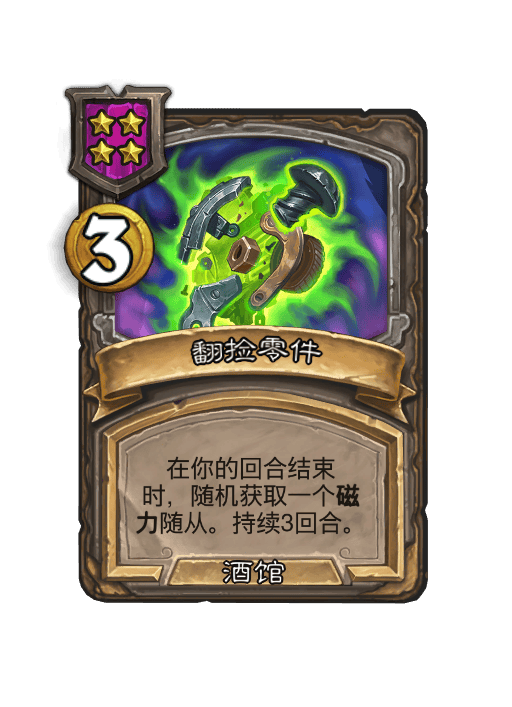 3
翻捡零件
在你的回合结束
时，随机获取一个磁
力随从。持续3回合。
酒馆